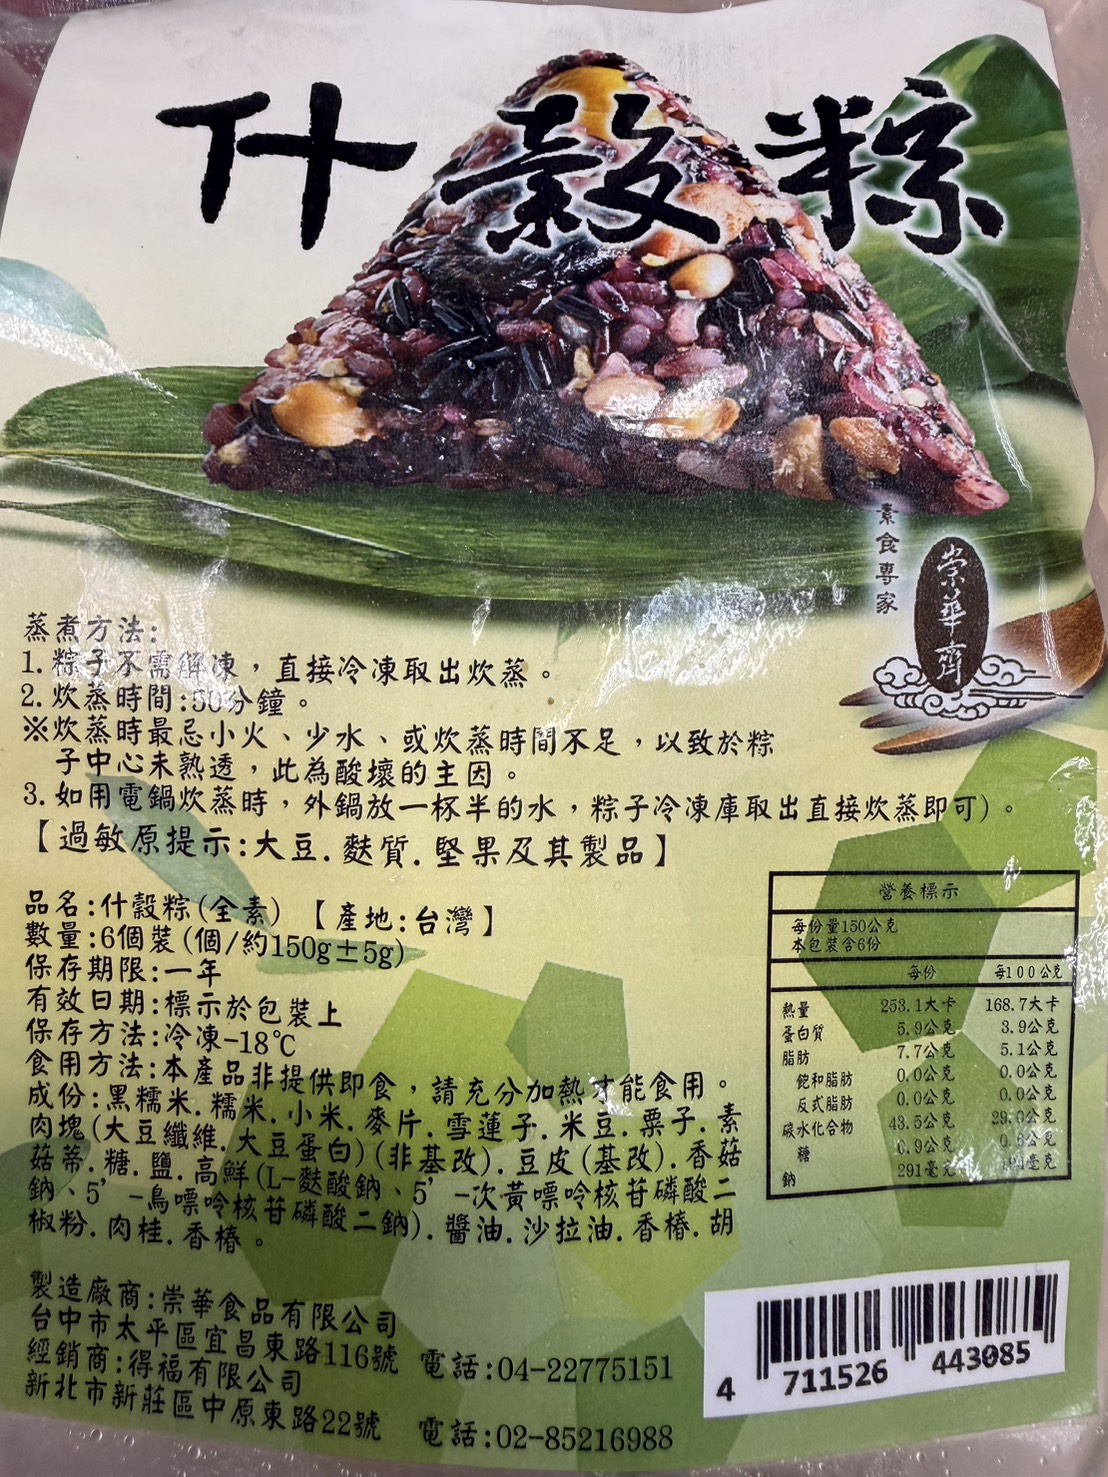 什穀粽
素食專家
崇華齋
蒸煮方法:
1.粽子不需解凍，直接冷凍取出炊蒸。
2.炊蒸時間:50分鐘。
※炊蒸時最忌小火、少水、或炊蒸時間不足，以致於粽
子中心未熟透，此為酸壞的主因。
3.如用電鍋炊蒸時，外鍋放一杯半的水，粽子冷凍庫取出直接炊蒸即可)。
【過敏原提示:大豆.麩質.堅果及其製品】
品名:什穀粽(全素) 【產地:台灣】
數量:6個裝(個/約150g±5g)
保存期限:一年
有效日期:標示於包裝上
保存方法:冷凍-18℃
食用方法:本產品非提供即食，請充分加熱才能食用。
成份:黑糯米.糯米.小米.麥片.雪蓮子.米豆.栗子.素
肉塊(大豆纖維.大豆蛋白)(非基改).豆皮(基改).香菇
菇蒂.糖.鹽.高鮮(L-麩酸鈉、5’-次黃嘌呤核苷磷酸二
鈉、5’-鳥嘌呤核苷磷酸二鈉).醬油.沙拉油.香椿.胡
椒粉.肉桂.香椿。
營養標示
每份量150公克
本包裝含6份
每份 每100公克
熱量 253.1大卡 168.7大卡
蛋白質 5.9公克 3.9公克
脂肪 7.7公克 5.1公克
飽和脂肪 0.0公克 0.0公克
反式脂肪 0.0公克 0.0公克
碳水化合物 43.5公克 29.0公克
糖 0.9公克 0.6公克
鈉 291毫克 毫克
製造廠商:崇華食品有限公司
台中市太平區宜昌東路116號 電話:04-22775151
經銷商:得福有限公司
新北市新莊區中原東路22號 電話:02-85216988
4 711526 443085